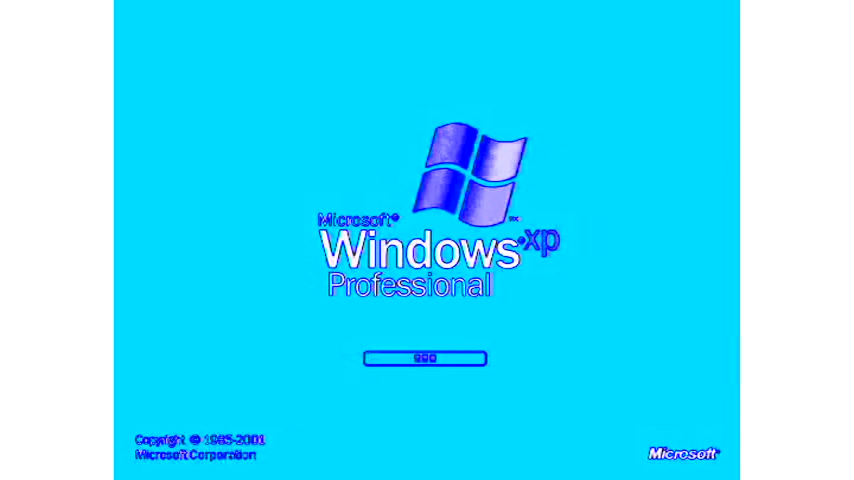 Microsoft®
Windows xp
Professional
Copyright © 1985-2001
Microsoft Corporation
Microsoft®